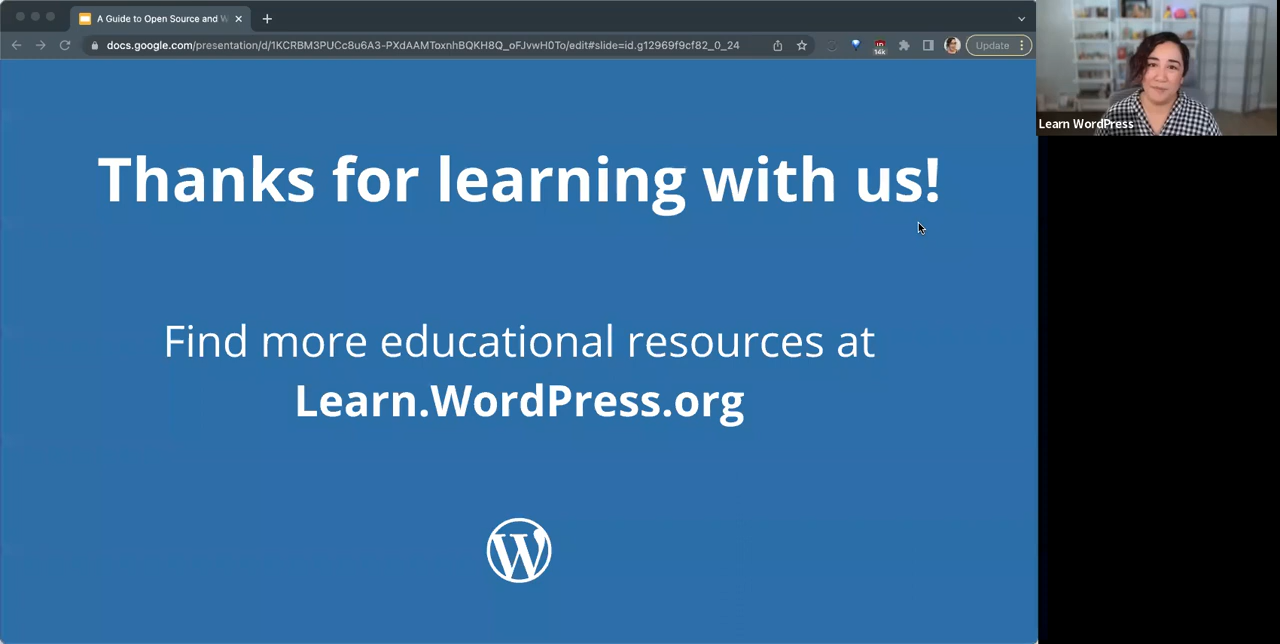 A Guide to Open Source and W
docs.google.com/presentation/d/1KCRBM3PUCc8u6A3-PXdAAMToxnhBQKH8Q_oFJvwH0To/edit#slide=id.g12969f9cf82_0_24
14k
Update
Learn WordPress
Thanks for learning with us!
Find more educational resources at
Learn.WordPress.org
W